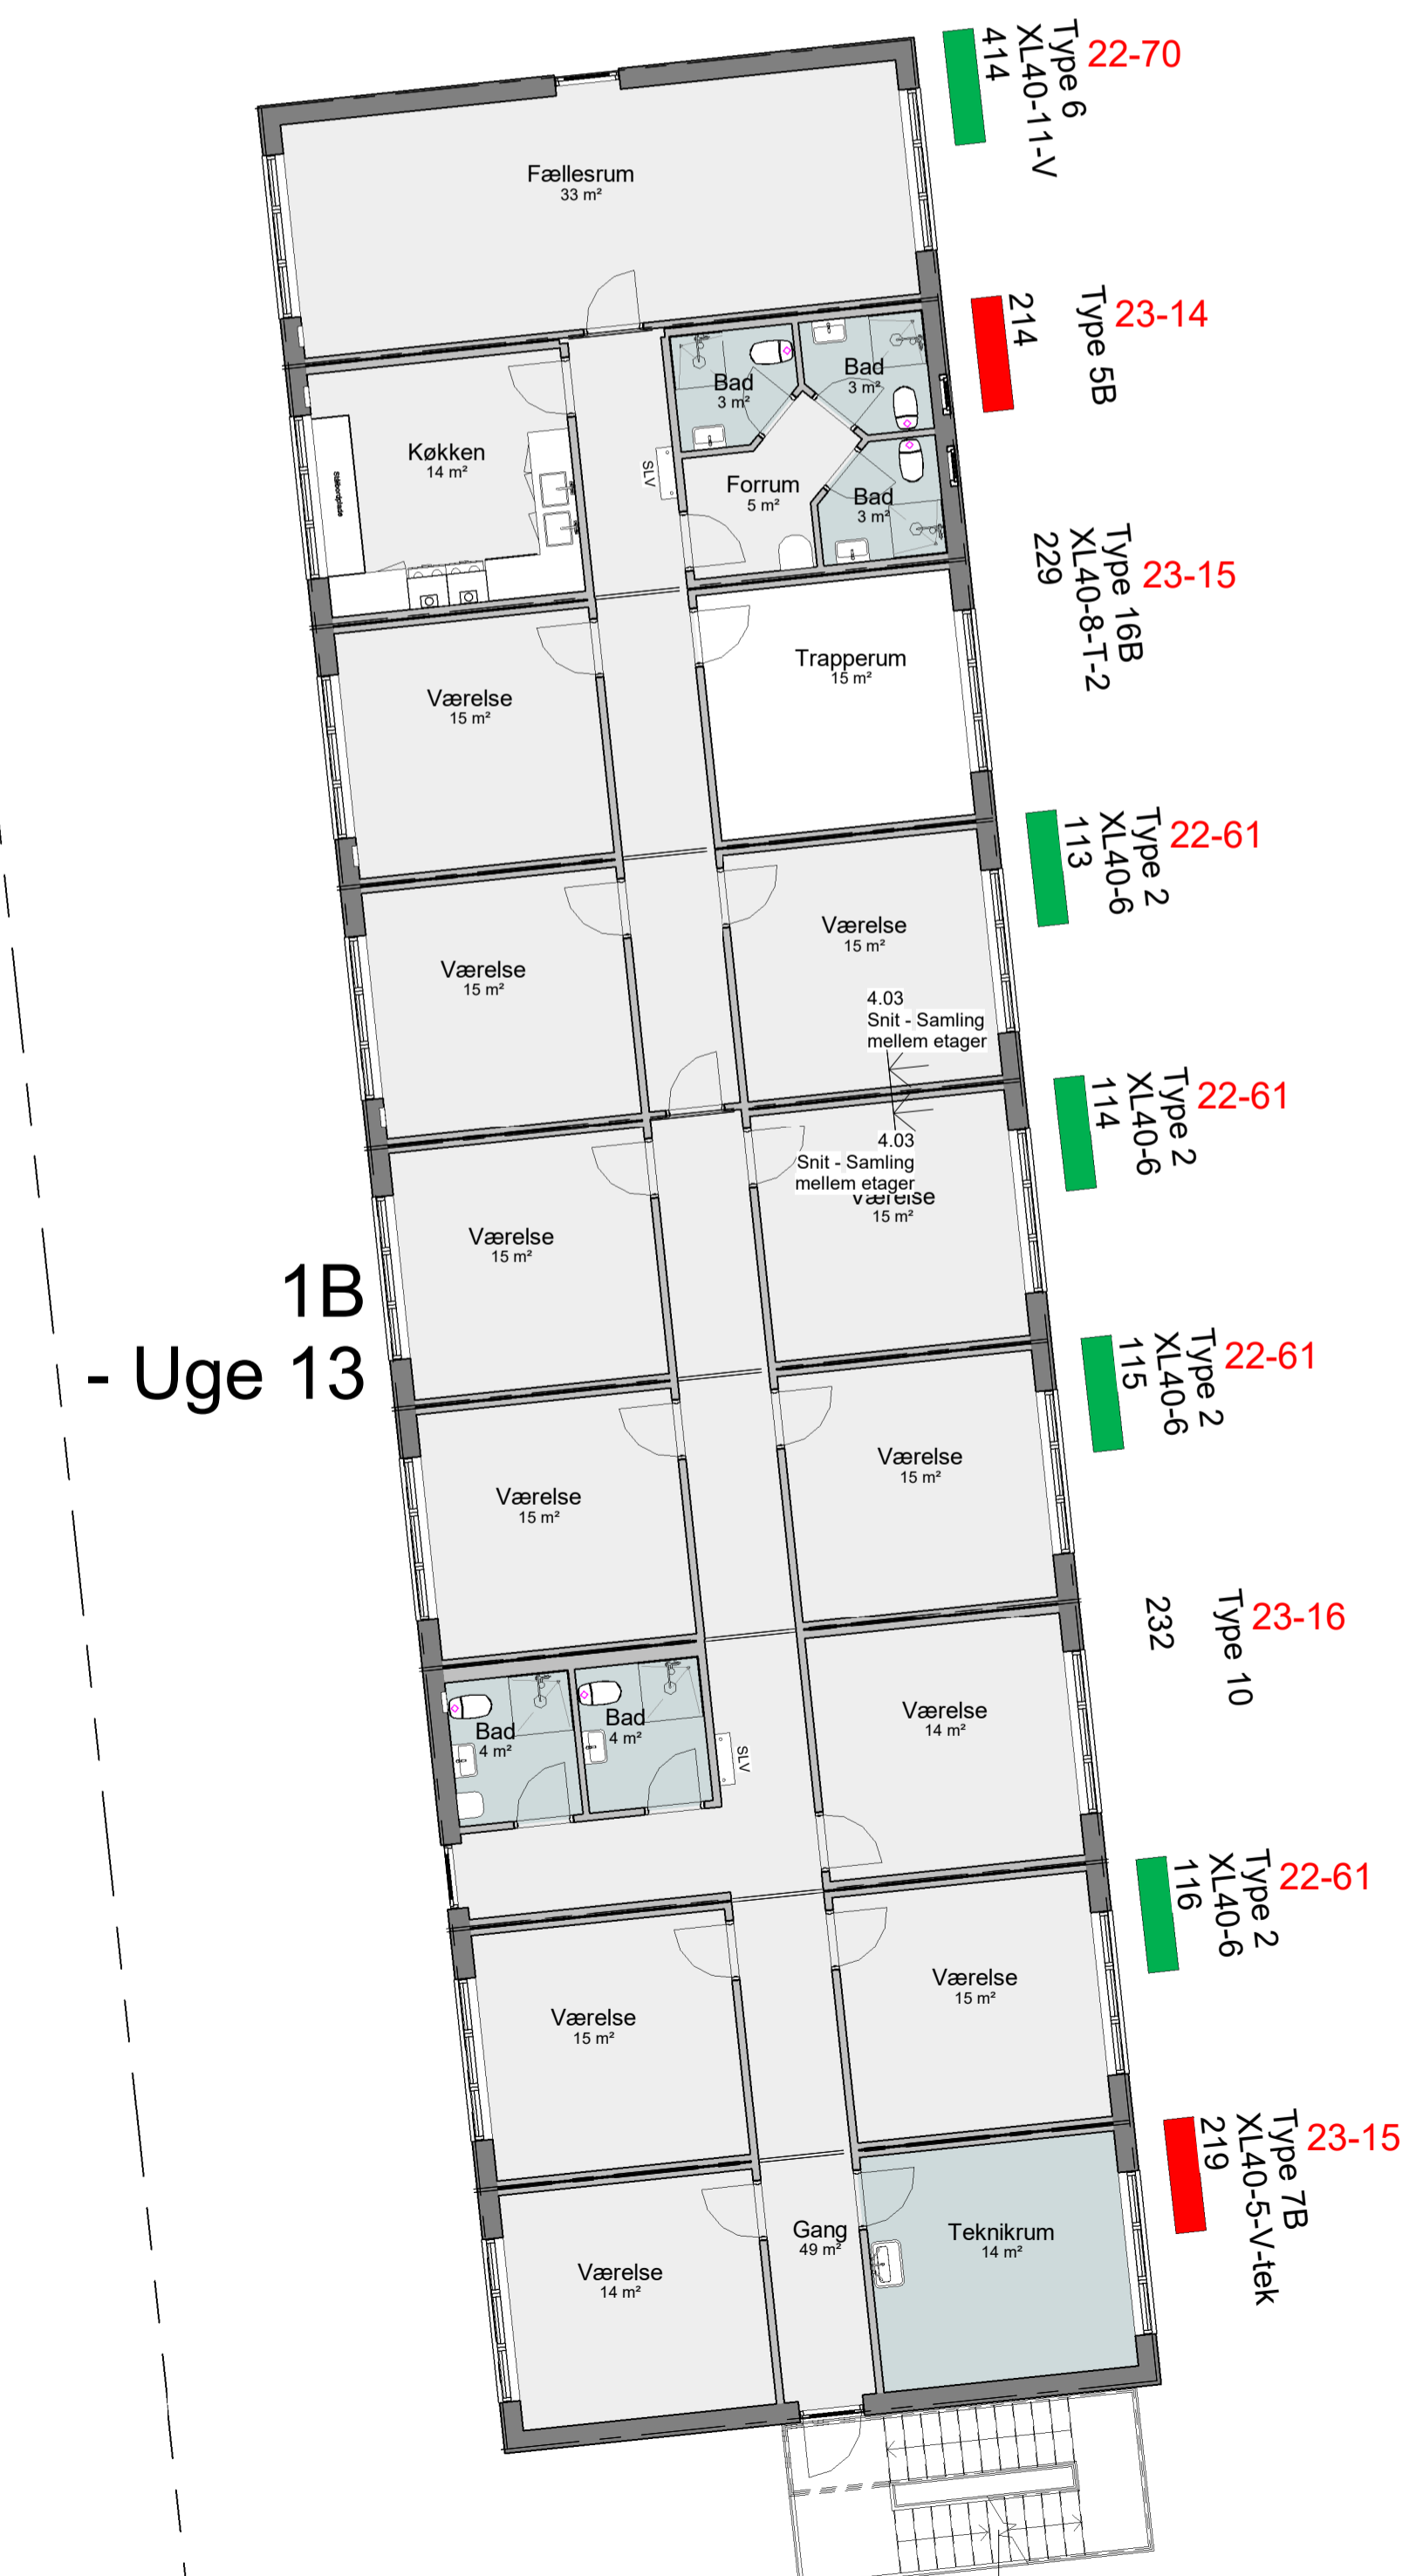 22-70
Type 6
XL40-11-V
414
Fællesrum
33 m²
23-14
Type 5B
214
Bad
3 m²
Bad
3 m²
Køkken
14 m²
Stålbordplade
SLV
Forrum
5 m²
Bad
3 m²
23-15
Type 16B
XL40-8-T-2
229
Trapperum
15 m²
Værelse
15 m²
22-61
Type 2
XL40-6
113
Værelse
15 m²
Værelse
15 m²
4.03
Snit - Samling
mellem etager
22-61
Type 2
XL40-6
114
4.03
Snit - Samling
mellem etager
Værelse
15 m²
Værelse
15 m²
1B
- Uge 13
22-61
Type 2
XL40-6
115
Værelse
15 m²
Værelse
15 m²
23-16
Type 10
232
Værelse
14 m²
Bad
4 m²
Bad
4 m²
SLV
22-61
Type 2
XL40-6
116
Værelse
15 m²
Værelse
15 m²
23-15
Type 7B
XL40-5-V-tek
219
Gang
49 m²
Teknikrum
14 m²
Værelse
14 m²